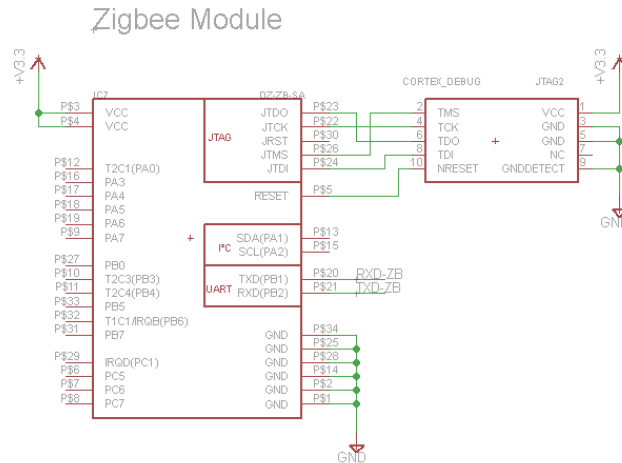 Zigbee Module
+V3.3
IC7
DZ-ZB-SA
P$3 VCC
P$4 VCC
P$12 T2C1(PA0)
P$16 PA3
P$17 PA4
P$18 PA5
P$19 PA6
P$9 PA7
P$27 PB0
P$10 T2C3(PB3)
P$11 T2C4(PB4)
P$33 PB5
P$32 T1C1/IRQB(PB6)
P$31 PB7
P$29 IRQD(PC1)
P$6 PC5
P$7 PC6
P$8 PC7
JTAG
JTDO P$23
JTCK P$22
JRST P$30
JTMS P$26
JTDI P$24
RESET P$5
I²C
SDA(PA1) P$13
SCL(PA2) P$15
UART
TXD(PB1) P$20 RXD-ZB
RXD(PB2) P$21 TXD-ZB
GND P$34
GND P$25
GND P$28
GND P$14
GND P$2
GND P$1
GND
CORTEX_DEBUG JTAG2
+V3.3
2 TMS VCC 1
4 TCK GND 3
6 TDO GND 5
8 TDI NC 7
10 NRESET GNDDETECT 9
GND